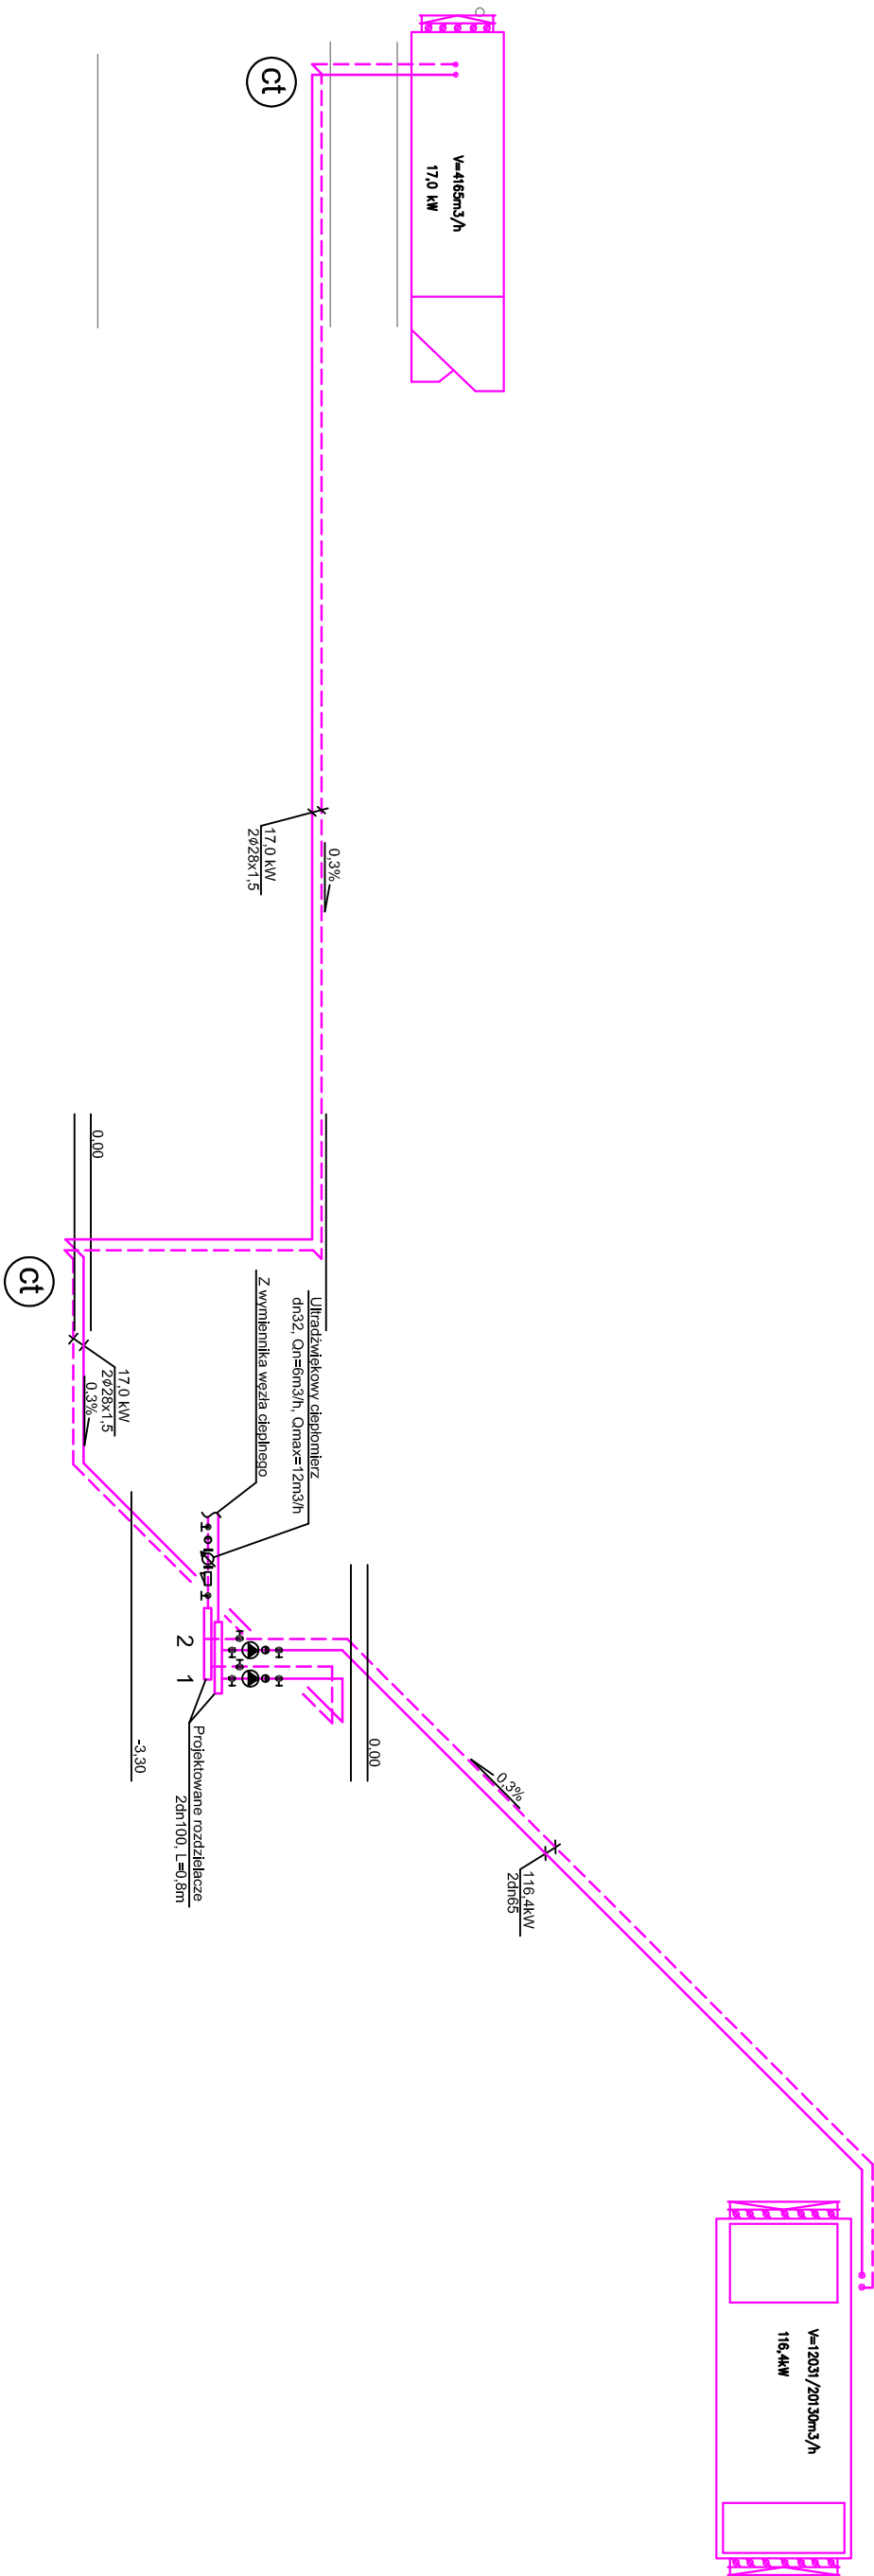 ct
V=4165m3/h
17,0 kW
17,0 kW
2ϕ28x1,5
0,3%
0,00
ct
17,0 kW
2ϕ28x1,5
0,3%
Z wymiennika węzła cieplnego
Ultradźwiękowy ciepłomierz
dn32, Qn=6m3/h, Qmax=12m3/h
2
1
Projektowane rozdzielacze
2dn100, L=0,8m
-3,30
0,00
0,3%
116,4kW
2dn65
V=12031/20130m3/h
116,4kW